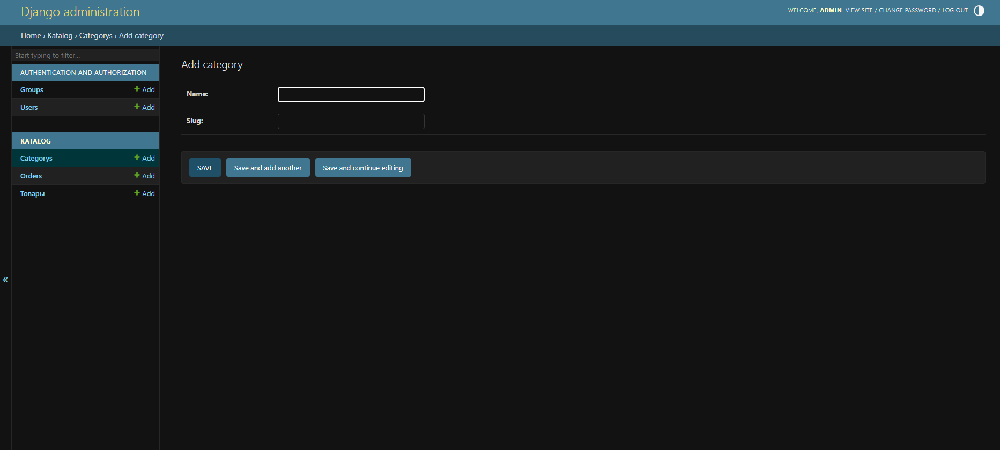 Django administration
WELCOME, ADMIN. VIEW SITE / CHANGE PASSWORD / LOG OUT
Home › Katalog › Categorys › Add category
Start typing to filter...
AUTHENTICATION AND AUTHORIZATION
Groups + Add
Users + Add
KATALOG
Categorys + Add
Orders + Add
Товары + Add
«
Add category
Name:
Slug:
SAVE Save and add another Save and continue editing